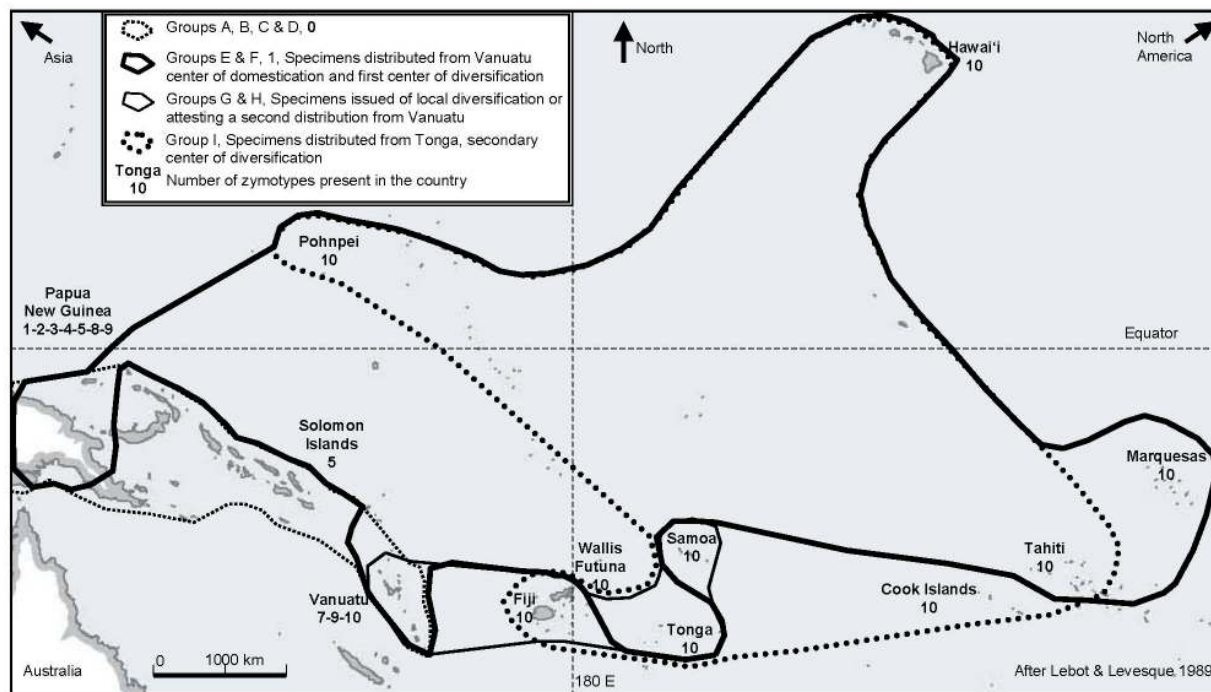 Groups A, B, C & D, 0
Groups E & F, 1, Specimens distributed from Vanuatu
center of domestication and first center of diversification
Groups G & H, Specimens issued of local diversification or
attesting a second distribution from Vanuatu
Group I, Specimens distributed from Tonga, secondary
center of diversification
Tonga
10
Number of zymotypes present in the country
Asia
North
North
America
Hawai‘i
10
Pohnpei
10
Papua
New Guinea
1-2-3-4-5-8-9
Equator
Solomon
Islands
5
Marquesas
10
Vanuatu
7-9-10
Fiji
10
Wallis
Futuna
10
Samoa
10
Tonga
10
Cook Islands
10
Tahiti
10
Australia
0
1000 km
180 E
After Lebot & Levesque, 1989